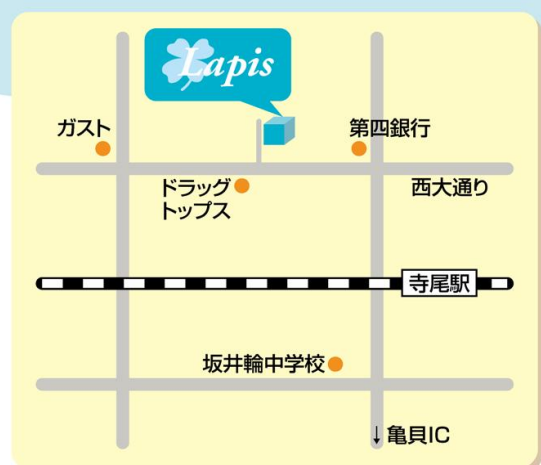 Lapis
ガスト
第四銀行
ドラッグ
トップス
西大通り
寺尾駅
坂井輪中学校
↓亀貝IC